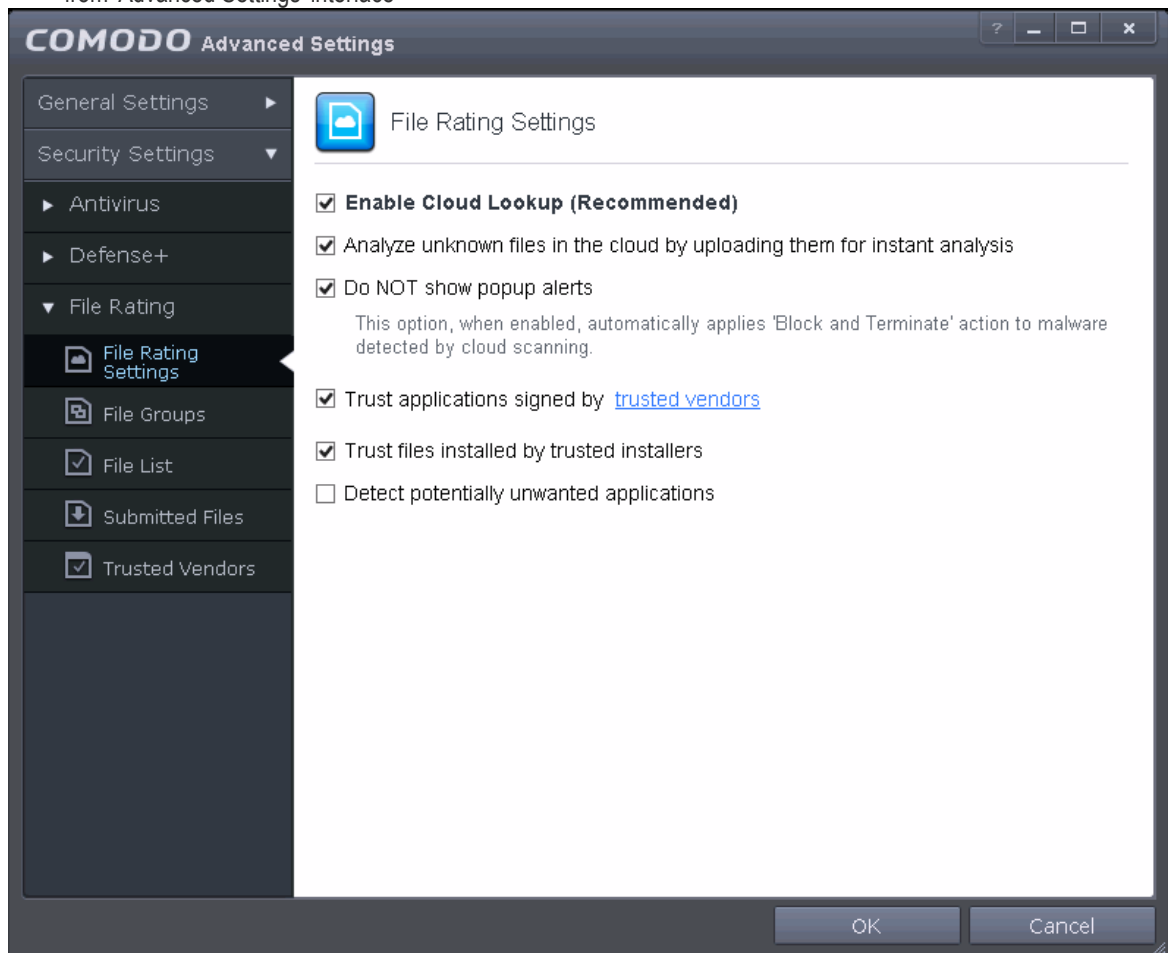 from 'Advanced Settings' interface
COMODO Advanced Settings
?
General Settings
Security Settings
Antivirus
Defense+
File Rating
File Rating
Settings
File Groups
File List
Submitted Files
Trusted Vendors
File Rating Settings
Enable Cloud Lookup (Recommended)
Analyze unknown files in the cloud by uploading them for instant analysis
Do NOT show popup alerts
This option, when enabled, automatically applies 'Block and Terminate' action to malware
detected by cloud scanning.
Trust applications signed by trusted vendors
Trust files installed by trusted installers
Detect potentially unwanted applications
OK
Cancel